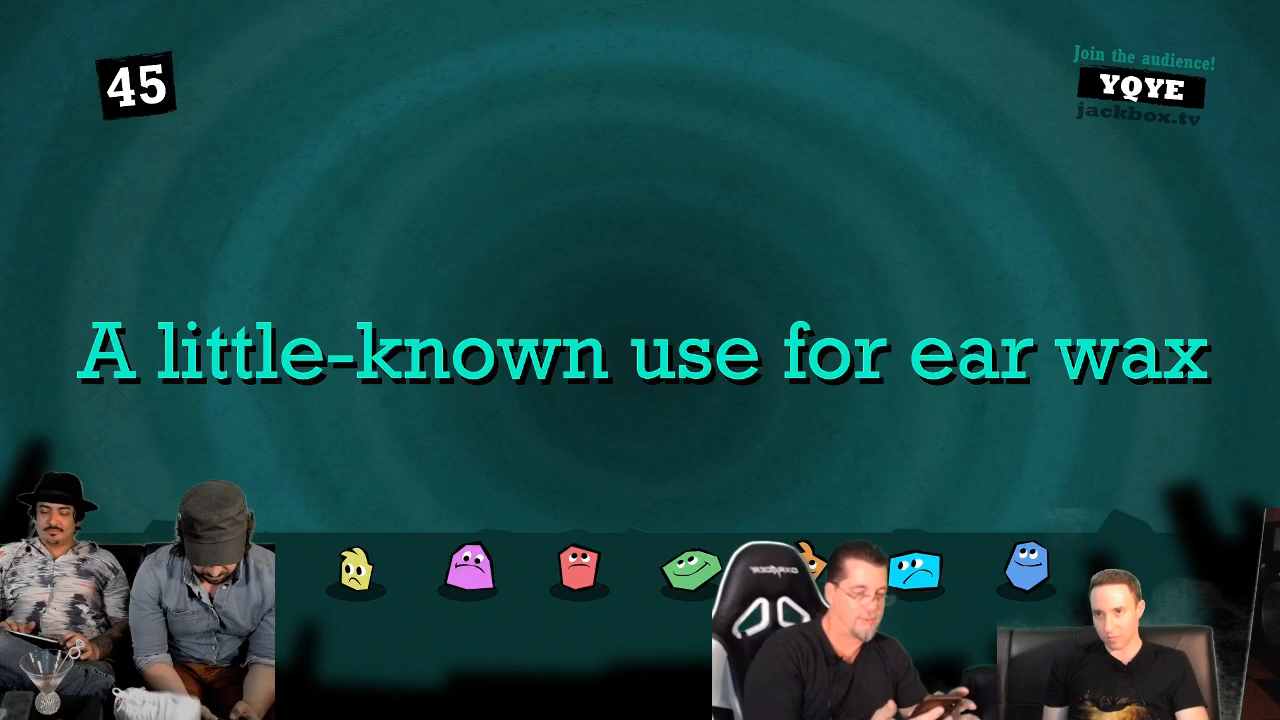 45
Join the audience!
YQYE
jackbox.tv
A little-known use for ear wax